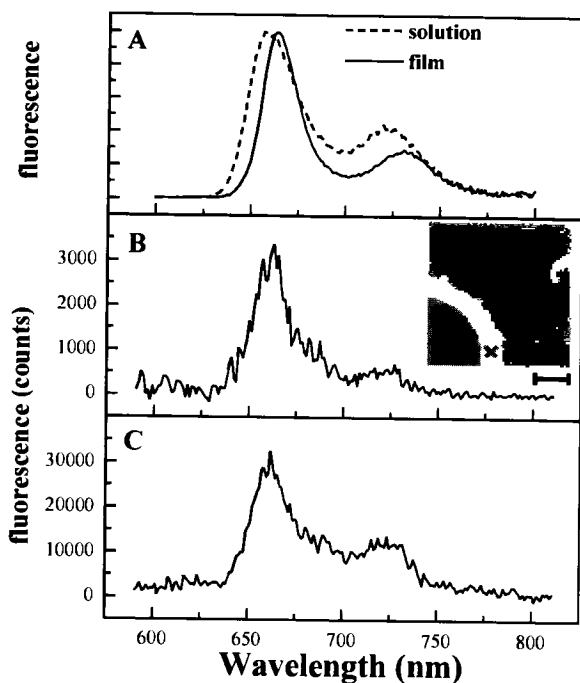 A
solution
film
fluorescence
B
3000
2000
1000
0
C
30000
20000
10000
0
fluorescence (counts)
600
650
700
750
800
Wavelength (nm)